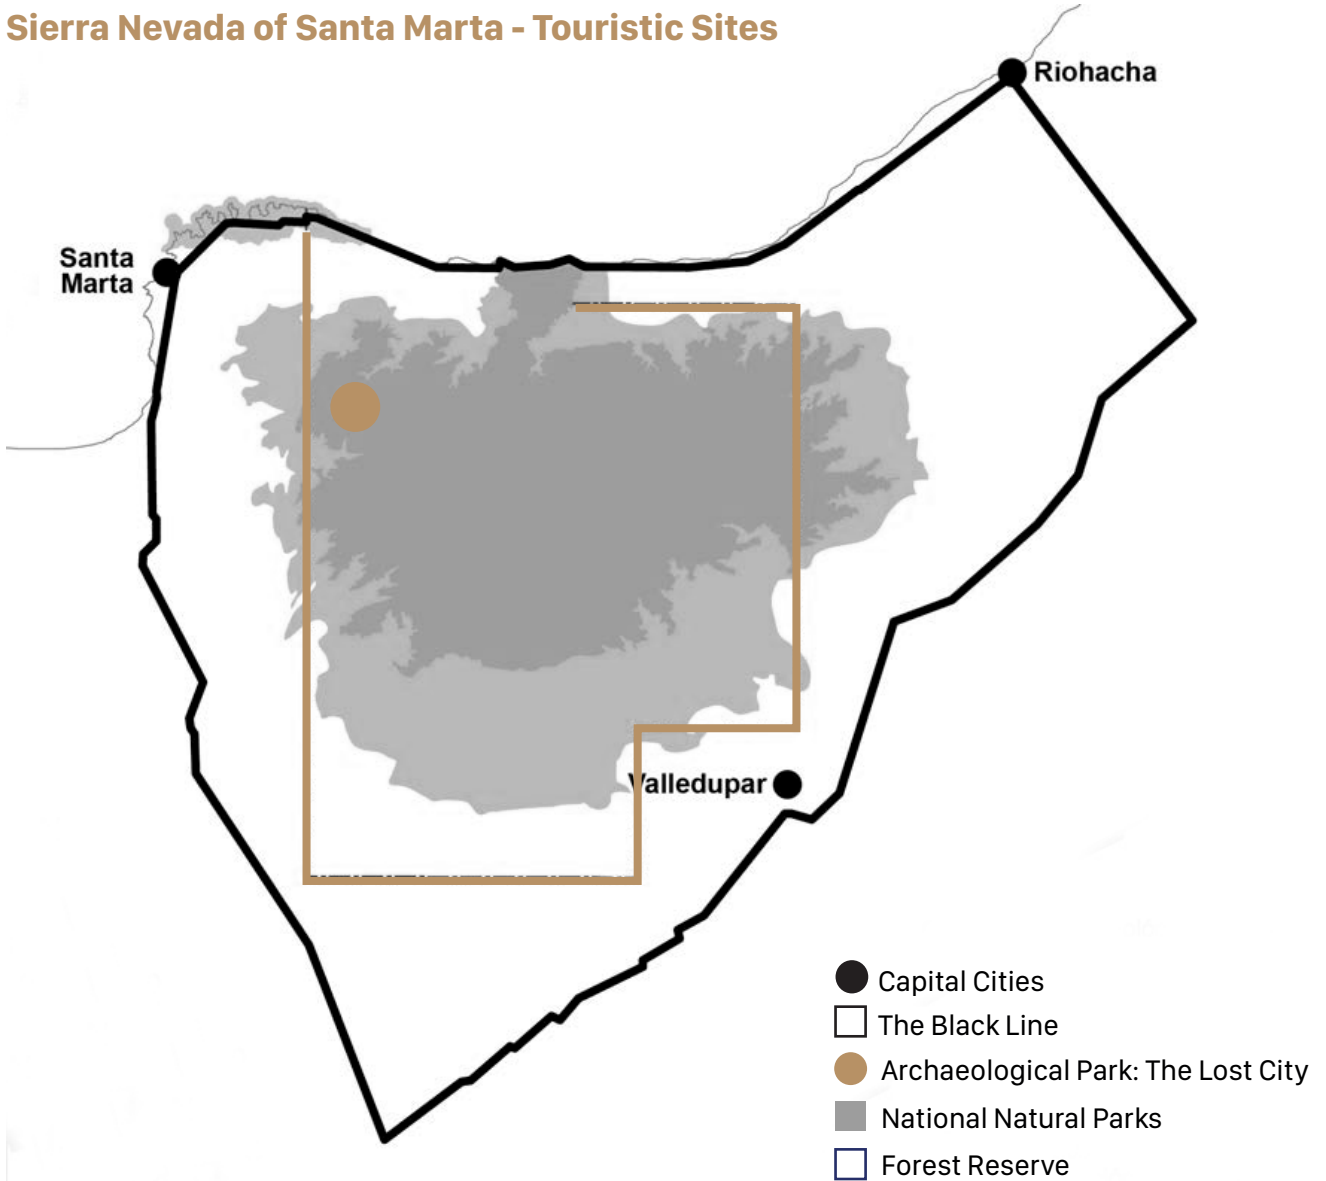 Sierra Nevada of Santa Marta - Touristic Sites
Riohacha
Santa
Marta
Valledupar
Capital Cities
The Black Line
Archaeological Park: The Lost City
National Natural Parks
Forest Reserve